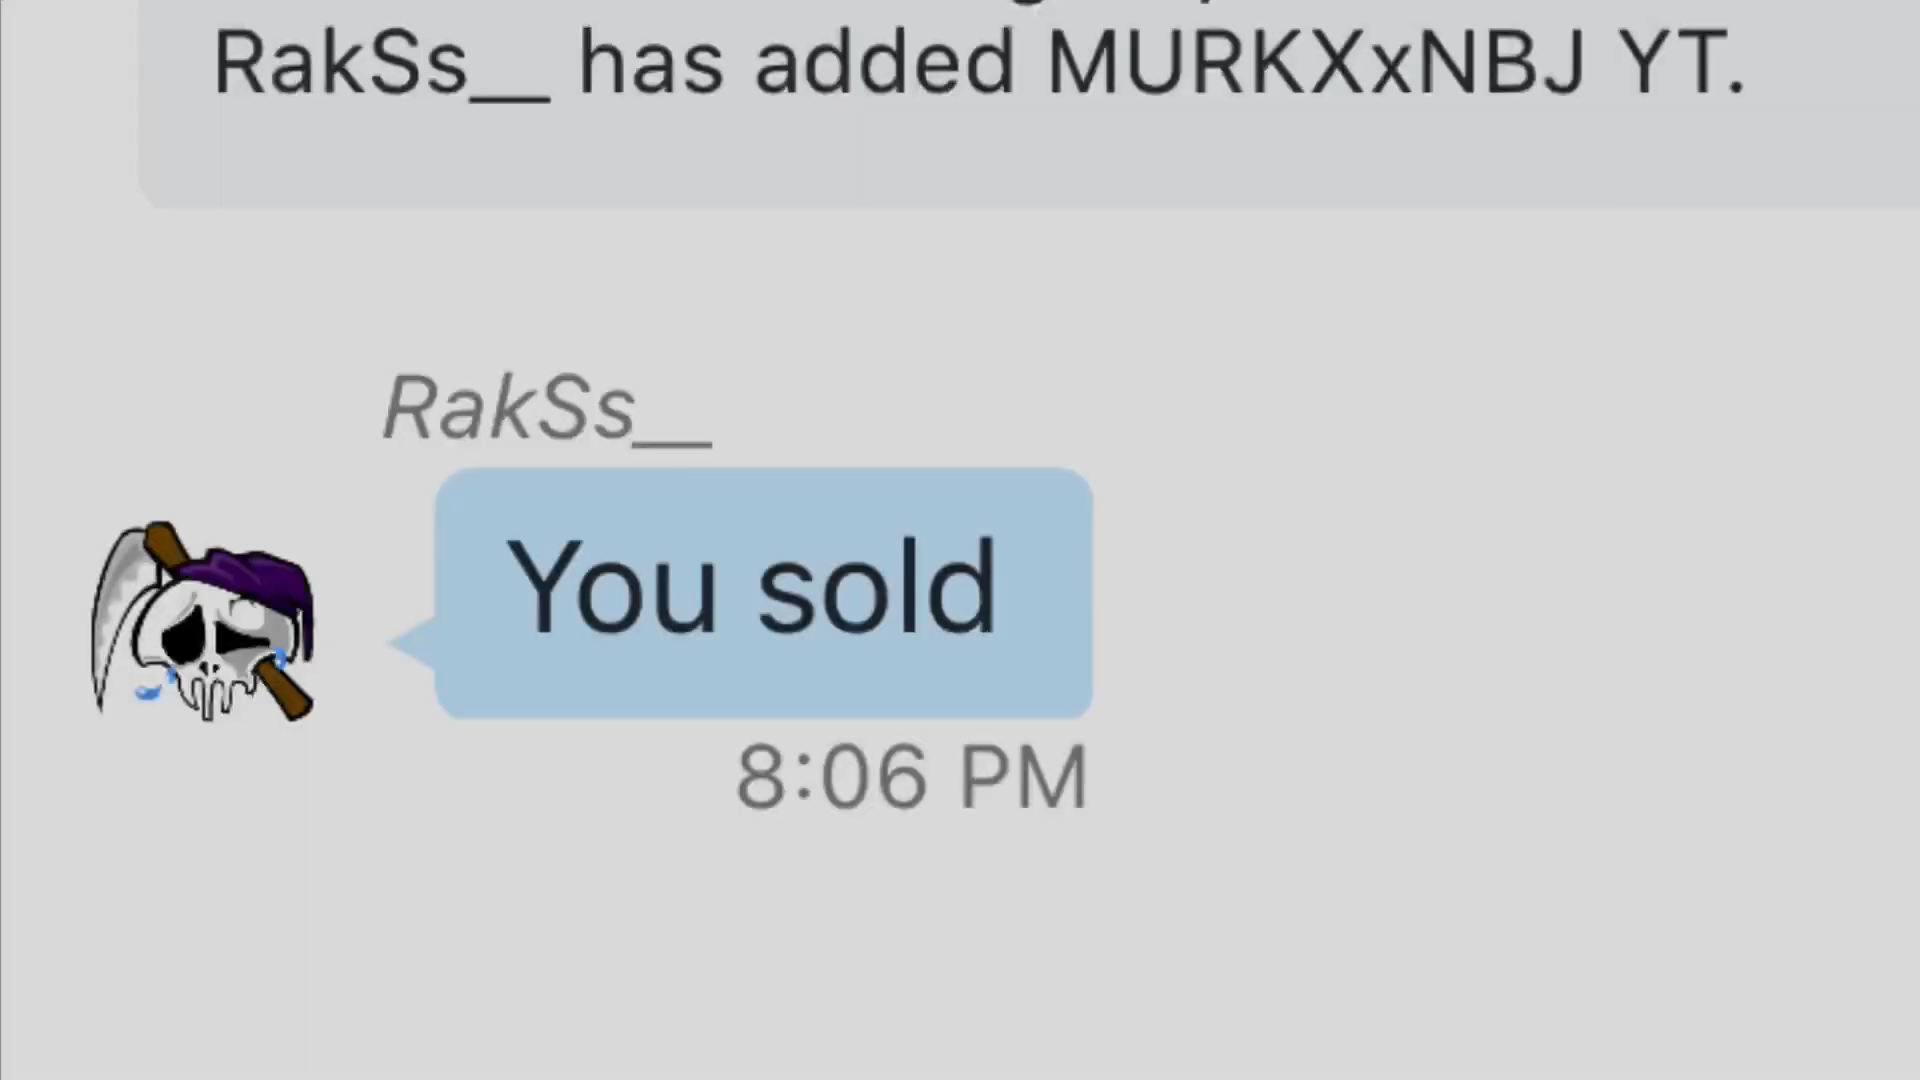 RakSs__ has added MURKXxNBJ YT.
RakSs__
You sold
8:06 PM